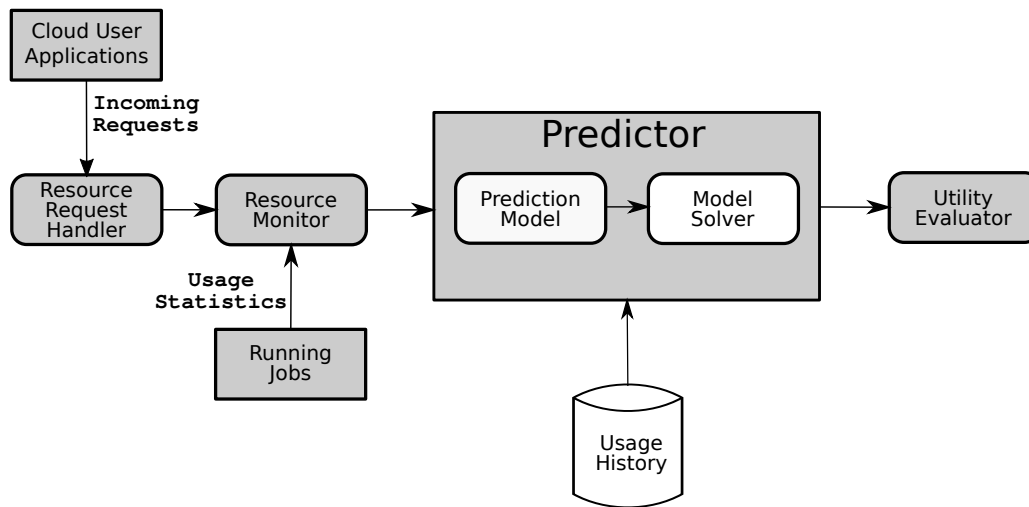 Cloud User
Applications
Incoming
Requests
Resource
Request
Handler
Resource
Monitor
Usage
Statistics
Running
Jobs
Predictor
Prediction
Model
Model
Solver
Usage
History
Utility
Evaluator